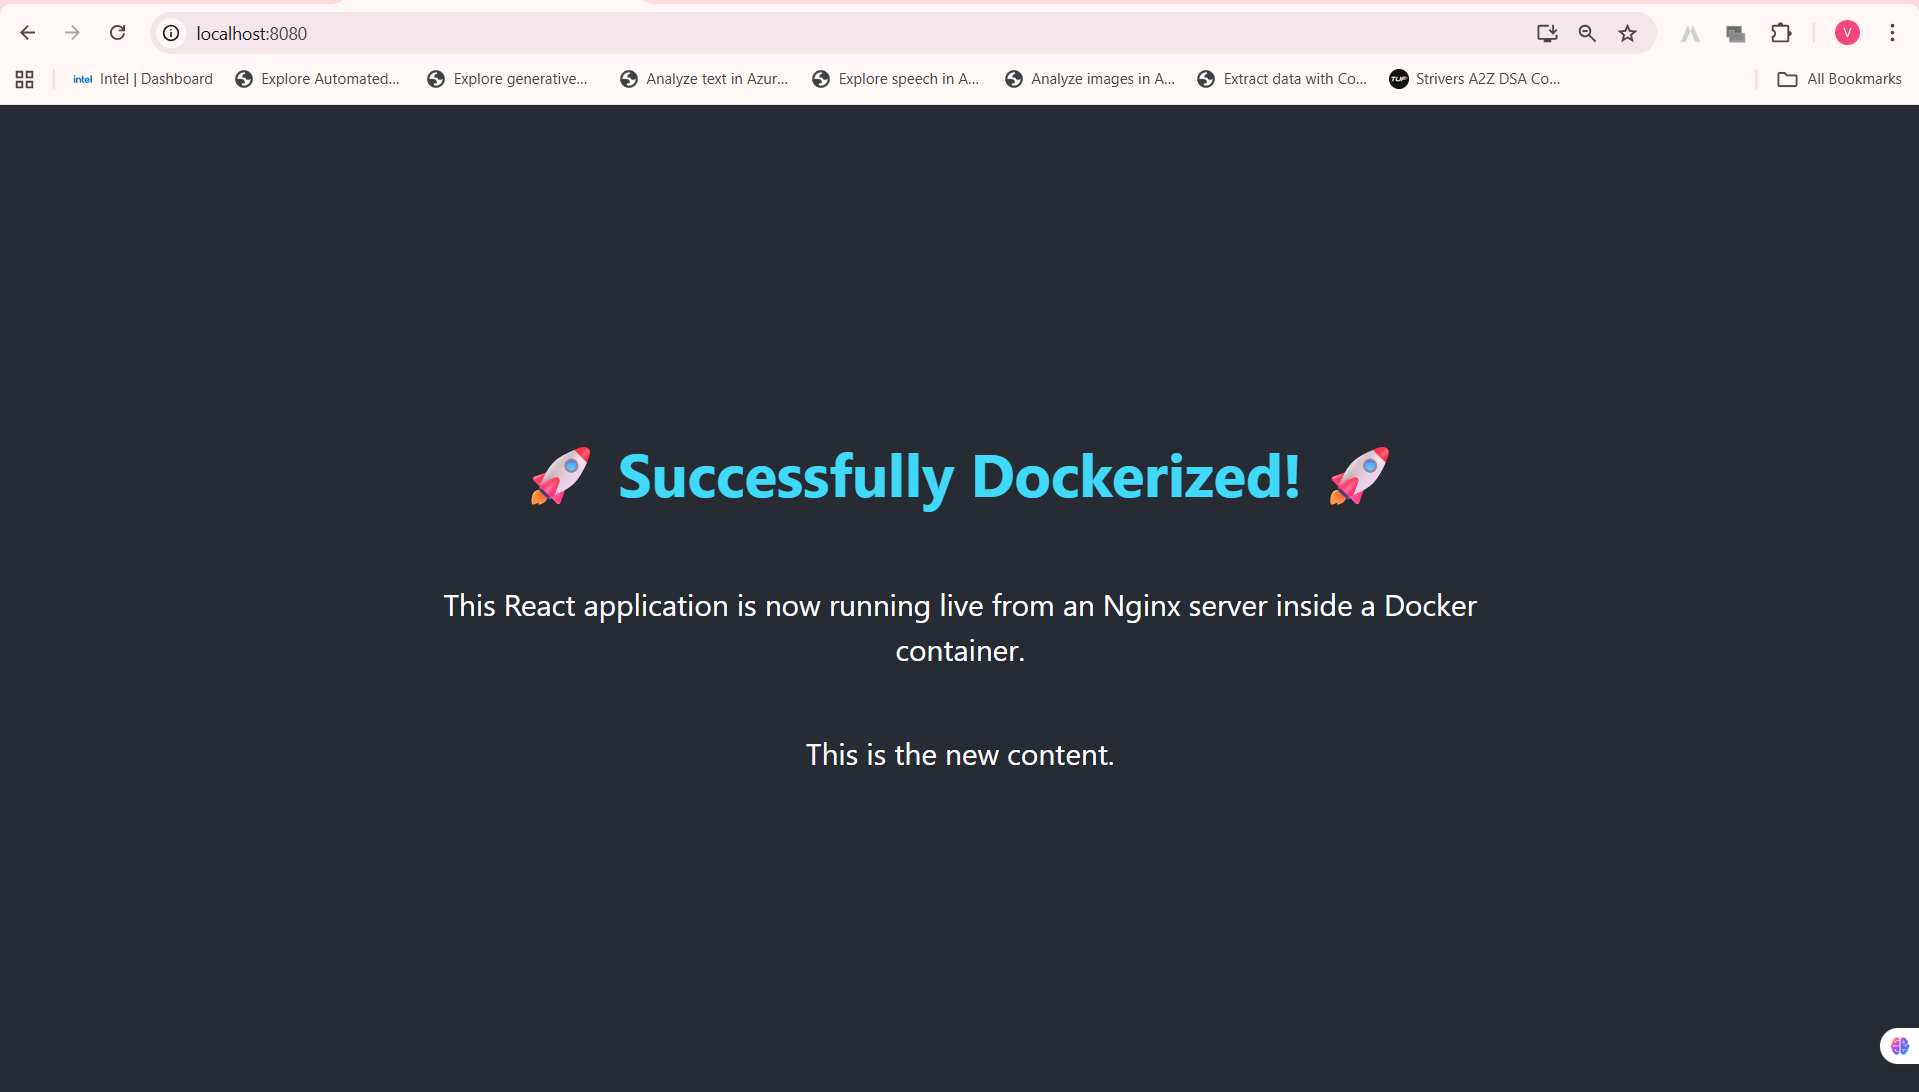 localhost:8080
V
intel Intel | Dashboard
Explore Automated...
Explore generative...
Analyze text in Azur...
Explore speech in A...
Analyze images in A...
Extract data with Co...
TUF Strivers A2Z DSA Co...
All Bookmarks
🚀 Successfully Dockerized! 🚀
This React application is now running live from an Nginx server inside a Docker
container.
This is the new content.